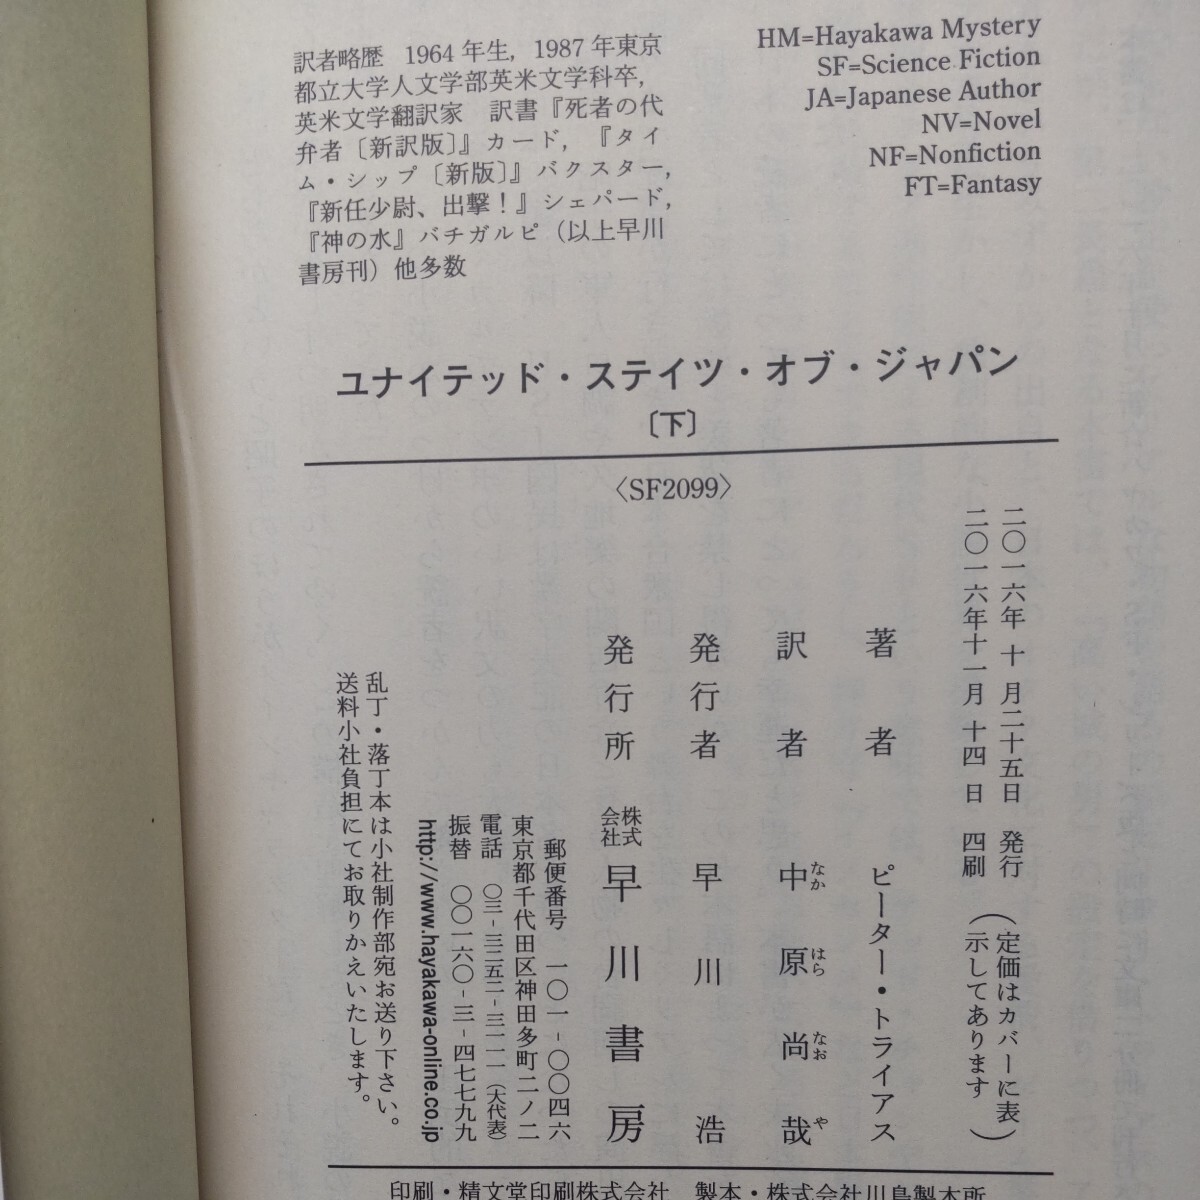 訳者略歴 1964年生，1987年東京
都立大学人文学部英米文学科卒，
英米文学翻訳家 訳書『死者の代
弁者〔新訳版〕』カード，『タイ
ム・シップ〔新版〕』バクスター，
『新任少尉、出撃！』シェパード，
『神の水』バチガルピ（以上早川
書房刊）他多数
HM=Hayakawa Mystery
SF=Science Fiction
JA=Japanese Author
NV=Novel
NF=Nonfiction
FT=Fantasy
ユナイテッド・ステイツ・オブ・ジャパン
〔下〕
〈SF2099〉
二〇一六年 十 月二十五日 発行
二〇一六年十一月 十四 日 四刷
（定価はカバーに表
示してあります）
著者 ピーター・トライアス
訳者 中原尚哉
なか はら なお や
発行者 早川 浩
発行所 株式会社 早川書房
郵便番号 一〇一‐〇〇四六
東京都千代田区神田多町二ノ二
電話 〇三‐三二五二‐三一一一（大代表）
振替 〇〇一六〇‐三‐四七七九九
http://www.hayakawa-online.co.jp
乱丁・落丁本は小社制作部宛お送り下さい。
送料小社負担にてお取りかえいたします。
印刷・精文堂印刷株式会社 製本・株式会社川島製本所